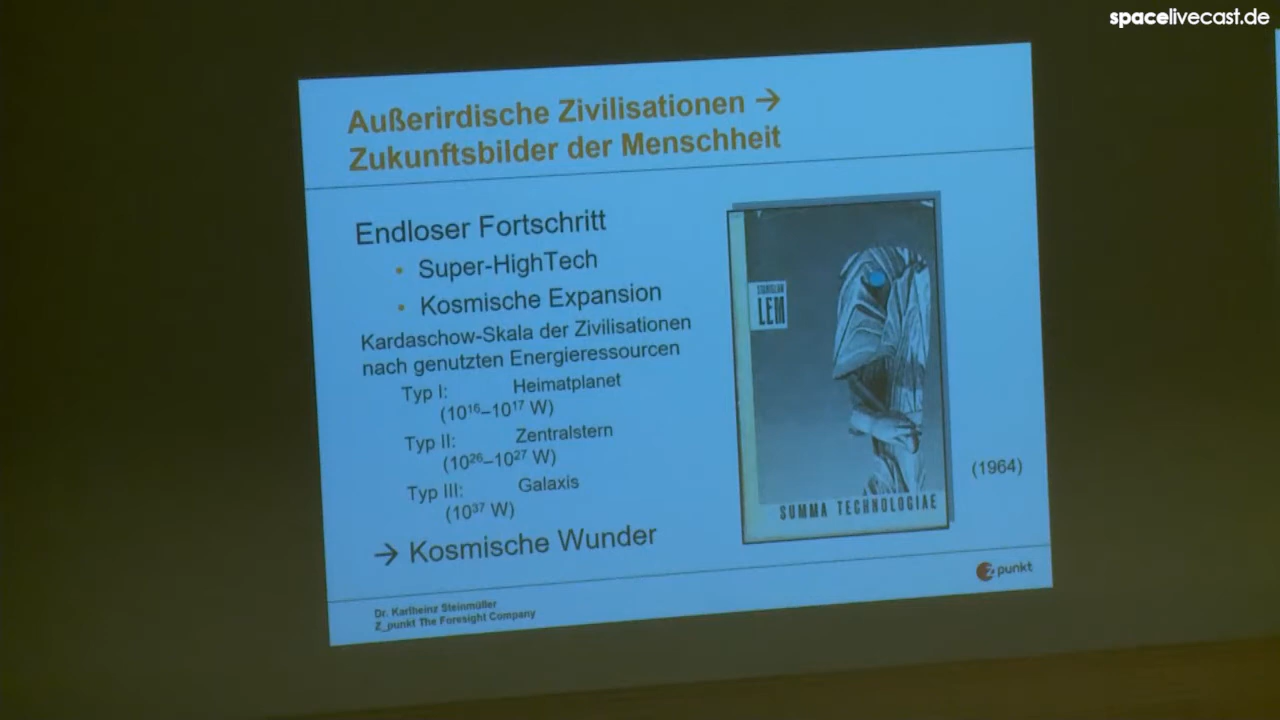 spacelivecast.de
Außerirdische Zivilisationen →
Zukunftsbilder der Menschheit
Endloser Fortschritt
• Super-HighTech
• Kosmische Expansion
Kardaschow-Skala der Zivilisationen
nach genutzten Energieressourcen
Typ I: Heimatplanet
(10¹⁶–10¹⁷ W)
Typ II: Zentralstern
(10²⁶–10²⁷ W)
Typ III: Galaxis
(10³⁷ W)
→ Kosmische Wunder
STANISŁAW
LEM
SUMMA TECHNOLOGIAE
(1964)
Dr. Karlheinz Steinmüller
Z_punkt The Foresight Company
Z punkt